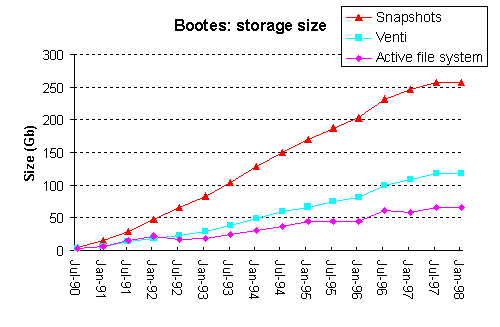 Bootes: storage size
Snapshots
Venti
Active file system
Size (Gb)
300
250
200
150
100
50
0
Jul-90
Jan-91
Jul-91
Jan-92
Jul-92
Jan-93
Jul-93
Jan-94
Jul-94
Jan-95
Jul-95
Jan-96
Jul-96
Jan-97
Jul-97
Jan-98